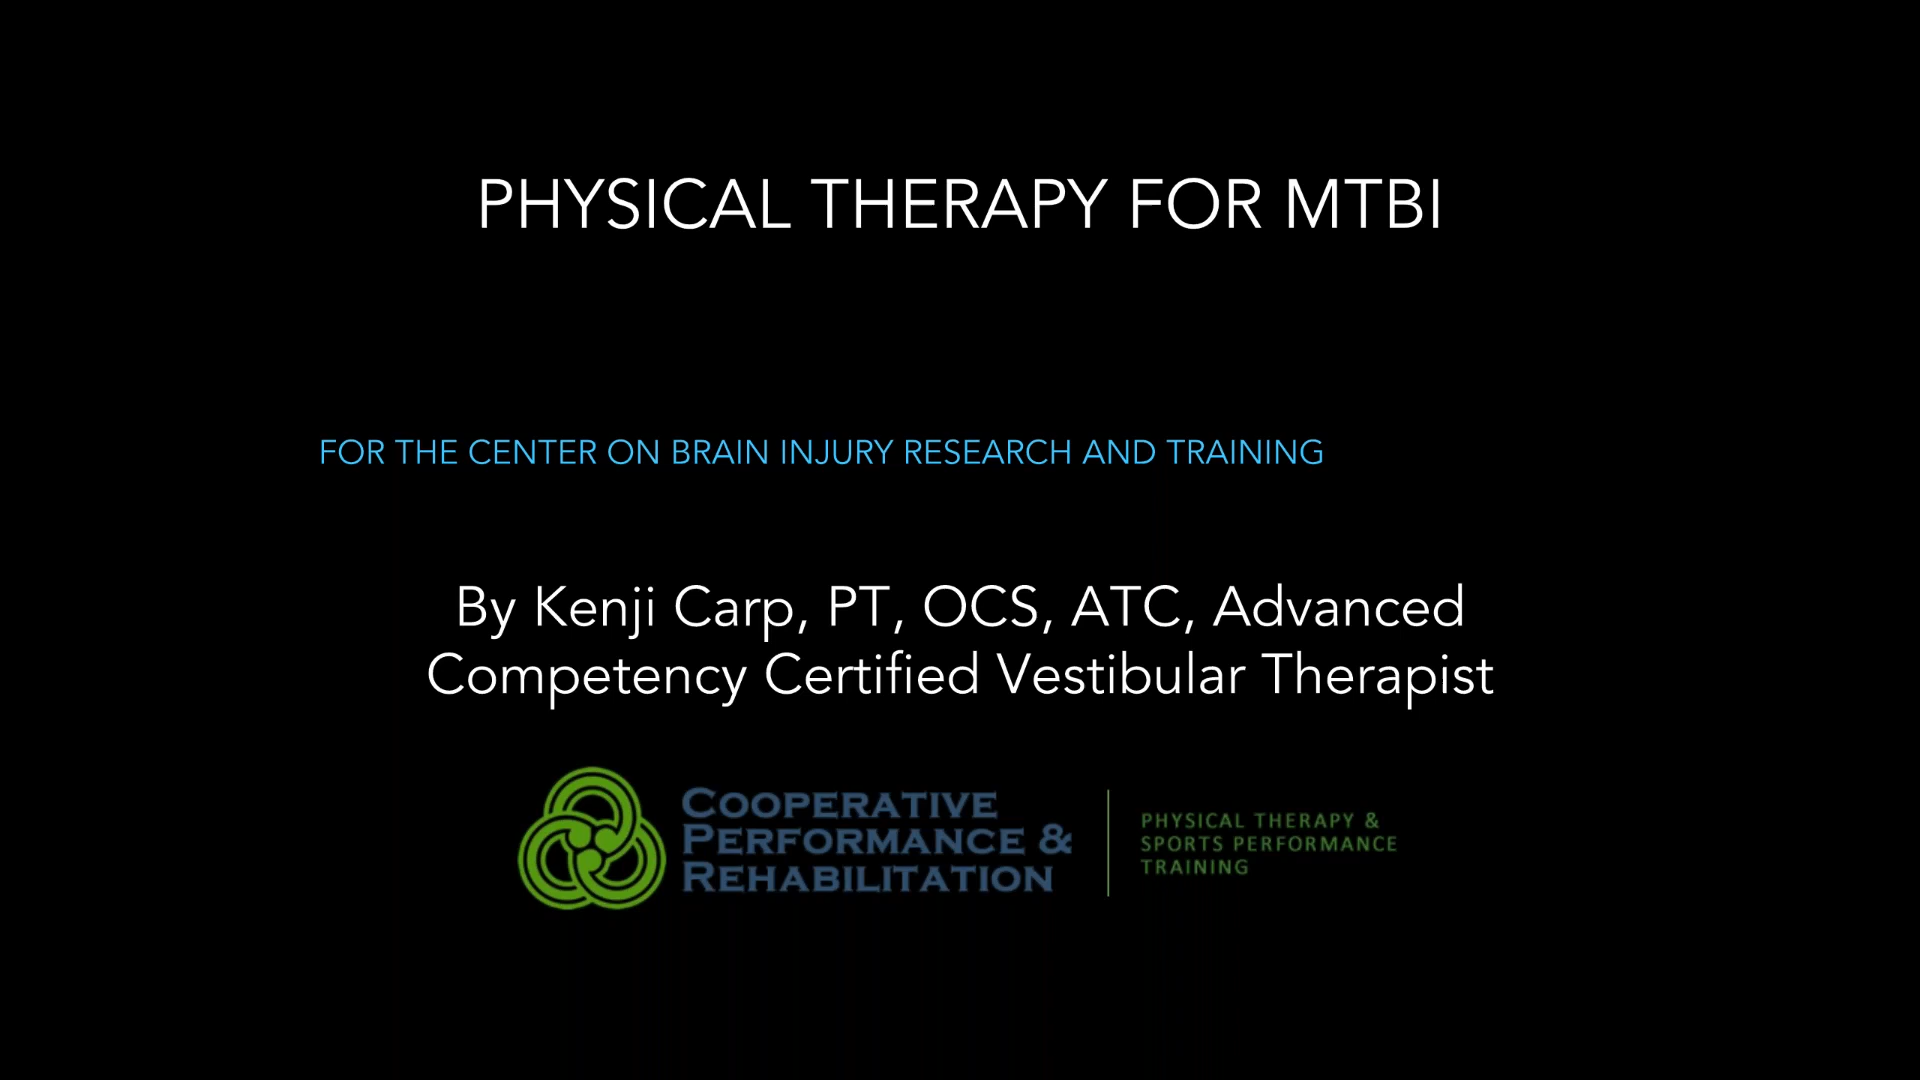 PHYSICAL THERAPY FOR MTBI
FOR THE CENTER ON BRAIN INJURY RESEARCH AND TRAINING
By Kenji Carp, PT, OCS, ATC, Advanced
Competency Certified Vestibular Therapist
COOPERATIVE
PERFORMANCE &
REHABILITATION
PHYSICAL THERAPY &
SPORTS PERFORMANCE
TRAINING